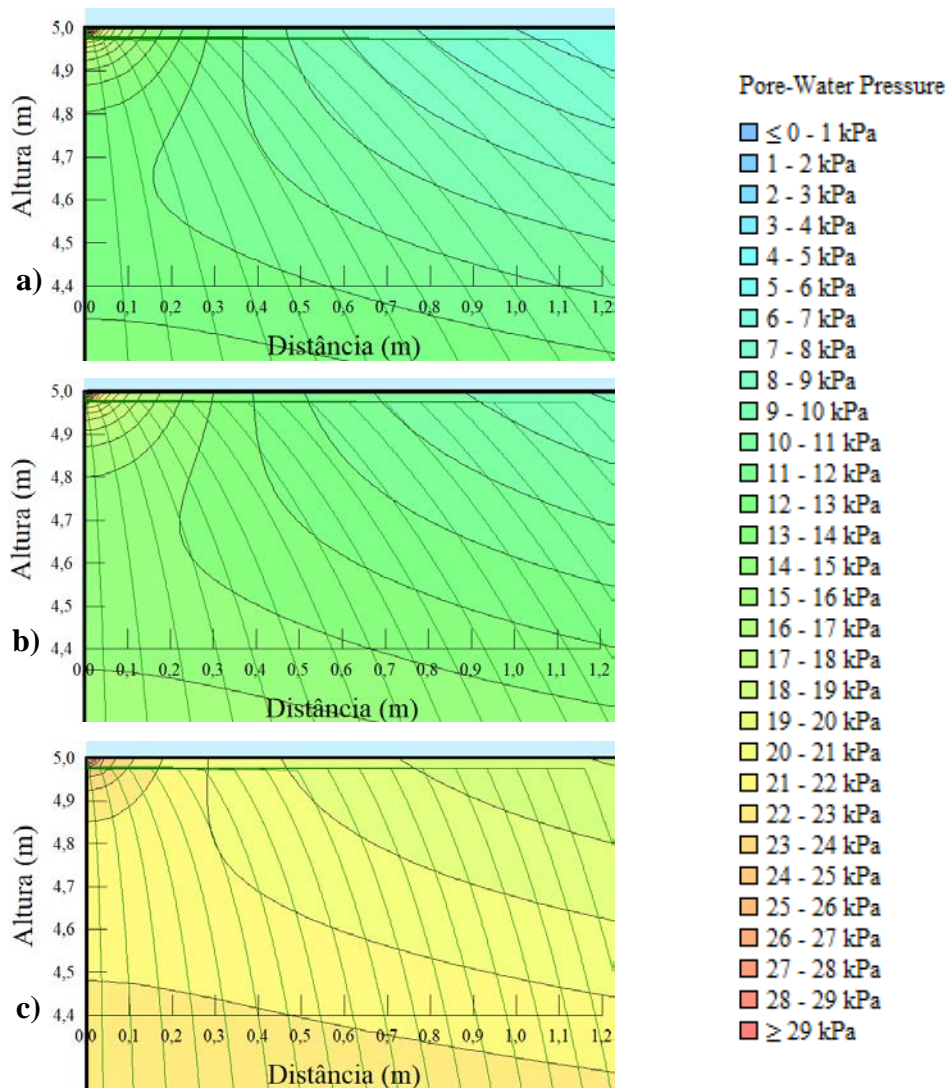 5,0
4,9
4,8
4,7
4,6
4,5
4,4
Altura (m)
a)
0,0 0,1 0,2 0,3 0,4 0,5 0,6 0,7 0,8 0,9 1,0 1,1 1,2
Distância (m)
5,0
4,9
4,8
4,7
4,6
4,5
4,4
Altura (m)
b)
0,0 0,1 0,2 0,3 0,4 0,5 0,6 0,7 0,8 0,9 1,0 1,1 1,2
Distância (m)
5,0
4,9
4,8
4,7
4,6
4,5
4,4
Altura (m)
c)
0,0 0,1 0,2 0,3 0,4 0,5 0,6 0,7 0,8 0,9 1,0 1,1 1,2
Distância (m)
Pore-Water Pressure
≤ 0 - 1 kPa
1 - 2 kPa
2 - 3 kPa
3 - 4 kPa
4 - 5 kPa
5 - 6 kPa
6 - 7 kPa
7 - 8 kPa
8 - 9 kPa
9 - 10 kPa
10 - 11 kPa
11 - 12 kPa
12 - 13 kPa
13 - 14 kPa
14 - 15 kPa
15 - 16 kPa
16 - 17 kPa
17 - 18 kPa
18 - 19 kPa
19 - 20 kPa
20 - 21 kPa
21 - 22 kPa
22 - 23 kPa
23 - 24 kPa
24 - 25 kPa
25 - 26 kPa
26 - 27 kPa
27 - 28 kPa
28 - 29 kPa
≥ 29 kPa